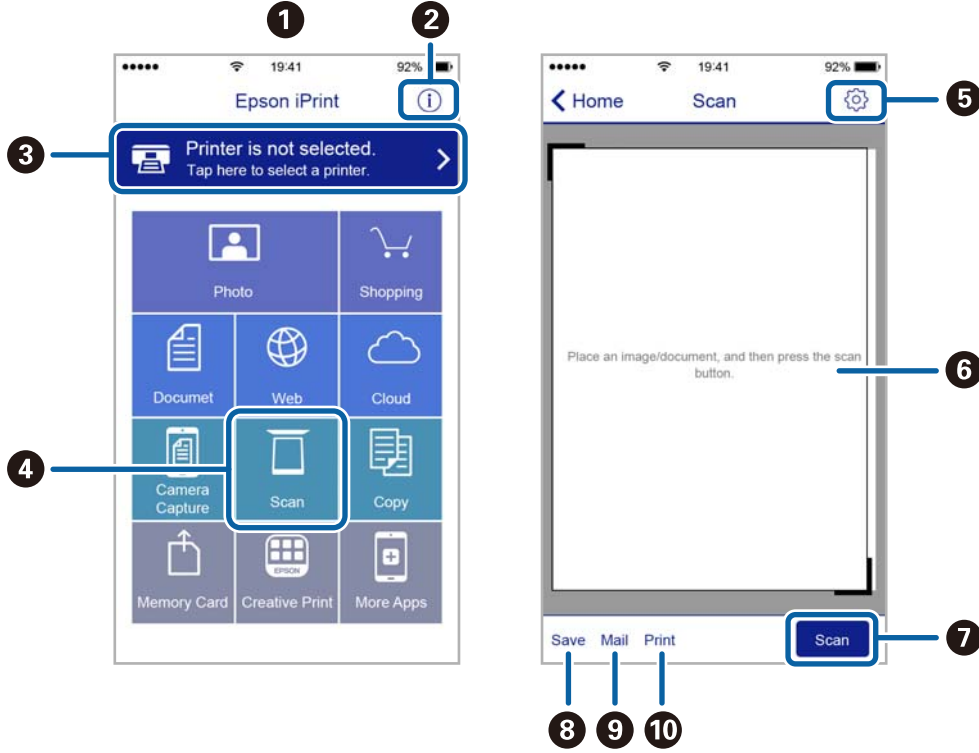 1
2
19:41
92%
Epson iPrint
i
3
Printer is not selected.
Tap here to select a printer.
Photo
Shopping
Documet
Web
Cloud
4
Camera
Capture
Scan
Copy
EPSON
Memory Card
Creative Print
More Apps
19:41
92%
Home
Scan
5
Place an image/document, and then press the scan
button.
6
Save
Mail
Print
Scan
7
8
9
10